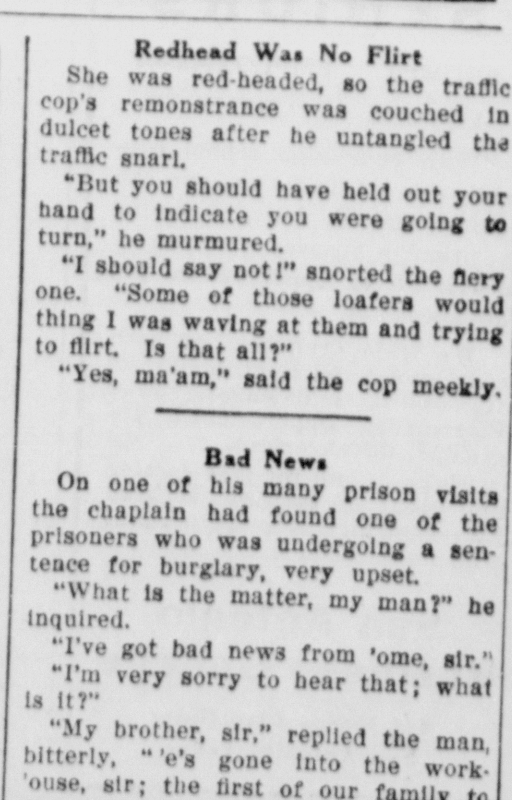 Redhead Was No Flirt
She was red-headed, so the traffic
cop's remonstrance was couched in
dulcet tones after he untangled the
traffic snarl.
"But you should have held out your
hand to indicate you were going to
turn," he murmured.
"I should say not!" snorted the fiery
one. "Some of those loafers would
thing I was waving at them and trying
to flirt. Is that all?"
"Yes, ma'am," said the cop meekly.
Bad News
On one of his many prison visits
the chaplain had found one of the
prisoners who was undergoing a sen-
tence for burglary, very upset.
"What is the matter, my man?" he
inquired.
"I've got bad news from 'ome, sir."
"I'm very sorry to hear that; what
is it?"
"My brother, sir," replied the man,
bitterly, " 'e's gone into the work-
'ouse, sir; the first of our family to